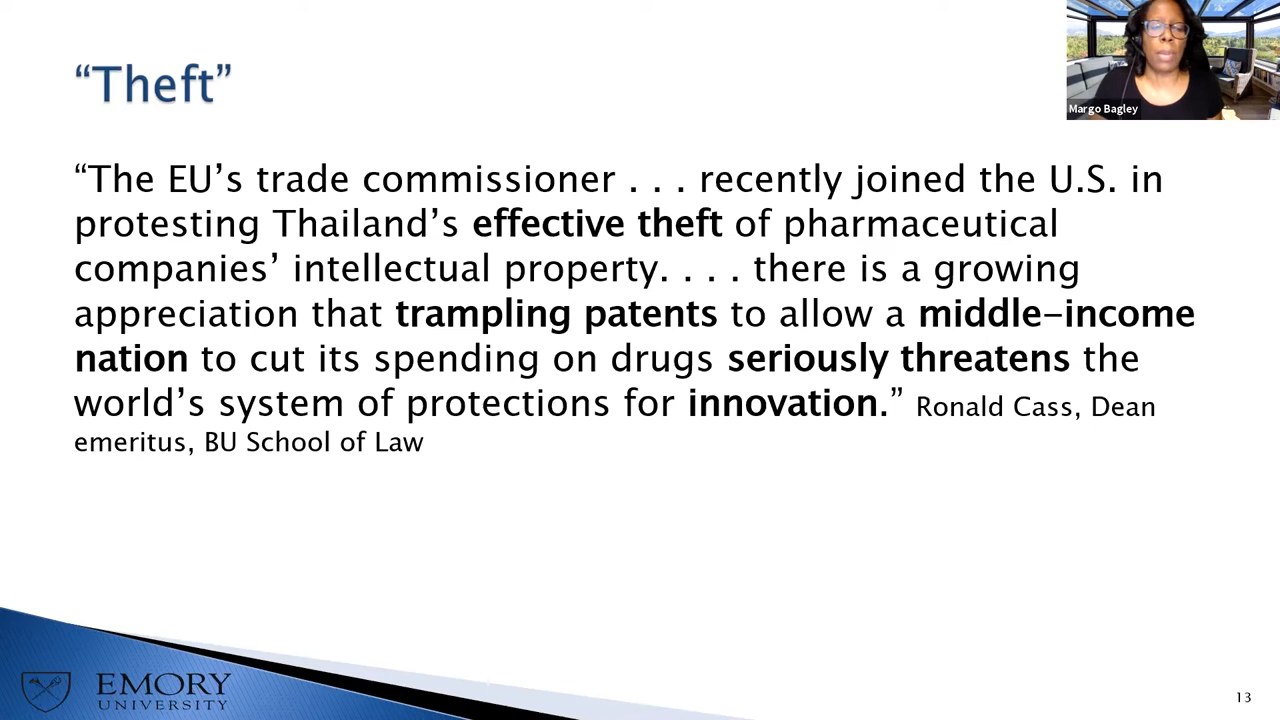 “Theft”
Margo Bagley
“The EU’s trade commissioner . . . recently joined the U.S. in
protesting Thailand’s effective theft of pharmaceutical
companies’ intellectual property. . . . there is a growing
appreciation that trampling patents to allow a middle-income
nation to cut its spending on drugs seriously threatens the
world’s system of protections for innovation.” Ronald Cass, Dean
emeritus, BU School of Law
EMORY
UNIVERSITY
13